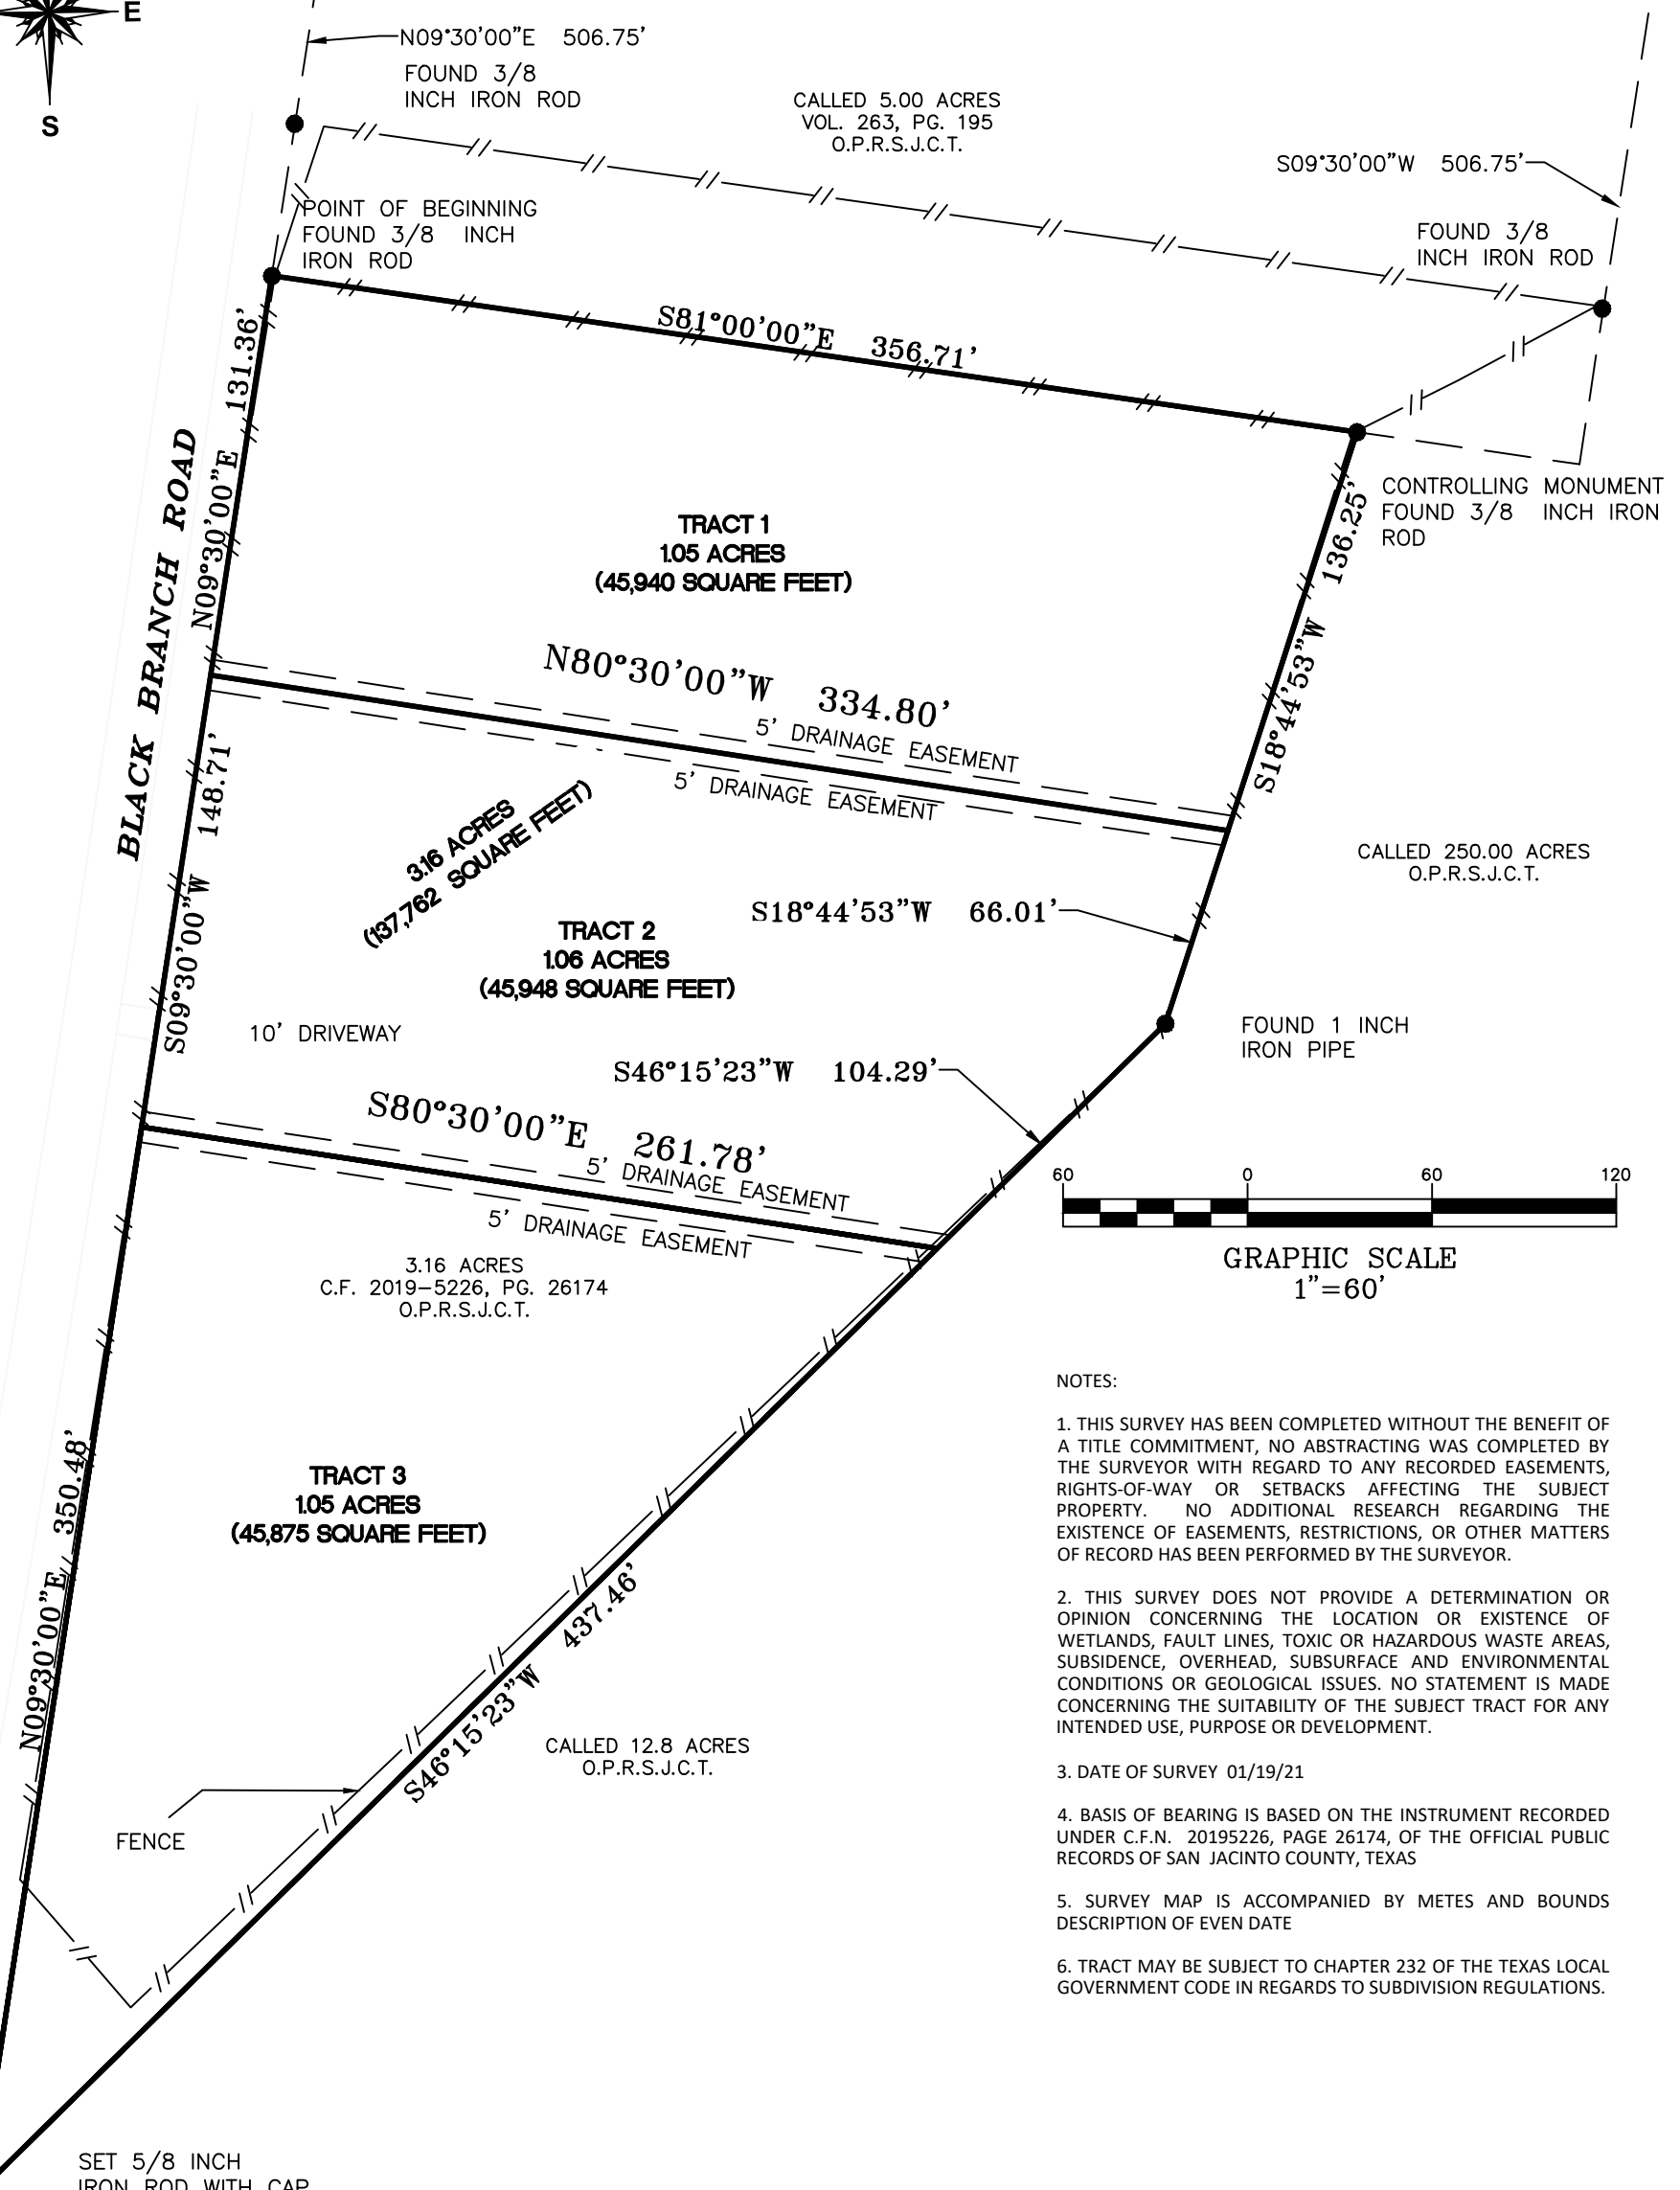 E
S
N09°30'00"E 506.75'
FOUND 3/8
INCH IRON ROD
CALLED 5.00 ACRES
VOL. 263, PG. 195
O.P.R.S.J.C.T.
S09°30'00"W 506.75'
FOUND 3/8
INCH IRON ROD
POINT OF BEGINNING
FOUND 3/8 INCH
IRON ROD
S81°00'00"E 356.71'
N09°30'00"E 131.36'
BLACK BRANCH ROAD
CONTROLLING MONUMENT
FOUND 3/8 INCH IRON
ROD
S18°44'53"W 136.25'
TRACT 1
1.05 ACRES
(45,940 SQUARE FEET)
N80°30'00"W 334.80'
5' DRAINAGE EASEMENT
5' DRAINAGE EASEMENT
S09°30'00"W 148.71'
3.16 ACRES
(137,762 SQUARE FEET)
CALLED 250.00 ACRES
O.P.R.S.J.C.T.
S18°44'53"W 66.01'
TRACT 2
1.06 ACRES
(45,948 SQUARE FEET)
10' DRIVEWAY
FOUND 1 INCH
IRON PIPE
S46°15'23"W 104.29'
S80°30'00"E 261.78'
5' DRAINAGE EASEMENT
5' DRAINAGE EASEMENT
60 0 60 120
GRAPHIC SCALE
1"=60'
3.16 ACRES
C.F. 2019-5226, PG. 26174
O.P.R.S.J.C.T.
TRACT 3
1.05 ACRES
(45,875 SQUARE FEET)
N09°30'00"E 350.48'
S46°15'23"W 437.46'
CALLED 12.8 ACRES
O.P.R.S.J.C.T.
FENCE
NOTES:
1. THIS SURVEY HAS BEEN COMPLETED WITHOUT THE BENEFIT OF
A TITLE COMMITMENT, NO ABSTRACTING WAS COMPLETED BY
THE SURVEYOR WITH REGARD TO ANY RECORDED EASEMENTS,
RIGHTS-OF-WAY OR SETBACKS AFFECTING THE SUBJECT
PROPERTY. NO ADDITIONAL RESEARCH REGARDING THE
EXISTENCE OF EASEMENTS, RESTRICTIONS, OR OTHER MATTERS
OF RECORD HAS BEEN PERFORMED BY THE SURVEYOR.
2. THIS SURVEY DOES NOT PROVIDE A DETERMINATION OR
OPINION CONCERNING THE LOCATION OR EXISTENCE OF
WETLANDS, FAULT LINES, TOXIC OR HAZARDOUS WASTE AREAS,
SUBSIDENCE, OVERHEAD, SUBSURFACE AND ENVIRONMENTAL
CONDITIONS OR GEOLOGICAL ISSUES. NO STATEMENT IS MADE
CONCERNING THE SUITABILITY OF THE SUBJECT TRACT FOR ANY
INTENDED USE, PURPOSE OR DEVELOPMENT.
3. DATE OF SURVEY 01/19/21
4. BASIS OF BEARING IS BASED ON THE INSTRUMENT RECORDED
UNDER C.F.N. 20195226, PAGE 26174, OF THE OFFICIAL PUBLIC
RECORDS OF SAN JACINTO COUNTY, TEXAS
5. SURVEY MAP IS ACCOMPANIED BY METES AND BOUNDS
DESCRIPTION OF EVEN DATE
6. TRACT MAY BE SUBJECT TO CHAPTER 232 OF THE TEXAS LOCAL
GOVERNMENT CODE IN REGARDS TO SUBDIVISION REGULATIONS.
SET 5/8 INCH
IRON ROD WITH CAP